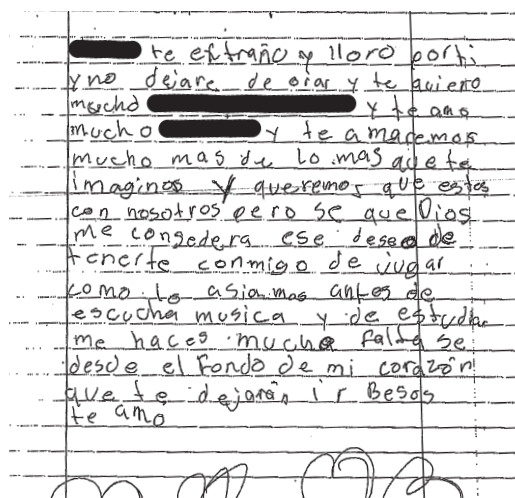 te extraño y lloro por ti
y no dejare de orar y te quiero
mucho y te amo
mucho y te amaremos
mucho mas de lo mas que te
imaginas y queremos que estes
con nosotros pero se que Dios
me consedera ese deseo de
tenerte conmigo de jugar
como lo asiamos antes de
escucha musica y de estudiar
me haces mucha falta se
desde el fondo de mi corazón
que te dejarán ir Besos
te amo